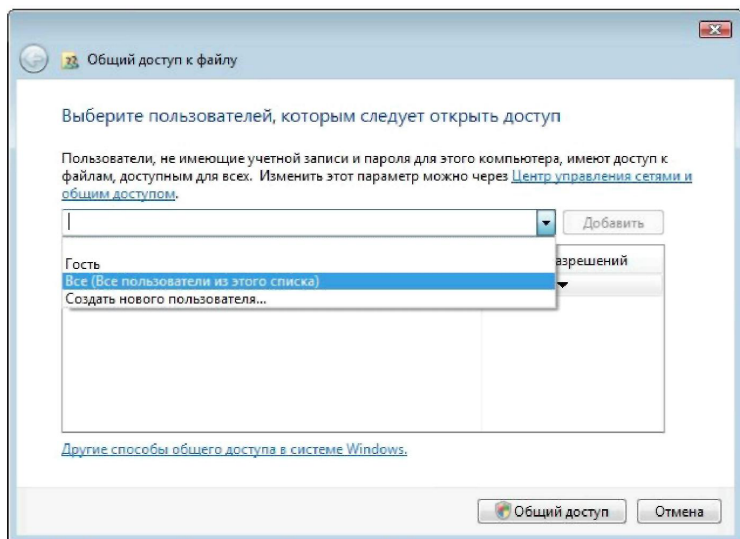 Общий доступ к файлу
Выберите пользователей, которым следует открыть доступ
Пользователи, не имеющие учетной записи и пароля для этого компьютера, имеют доступ к
файлам, доступным для всех. Изменить этот параметр можно через Центр управления сетями и
общим доступом.
Добавить
Гость
азрешений
Все (Все пользователи из этого списка)
Создать нового пользователя...
Другие способы общего доступа в системе Windows.
Общий доступ Отмена